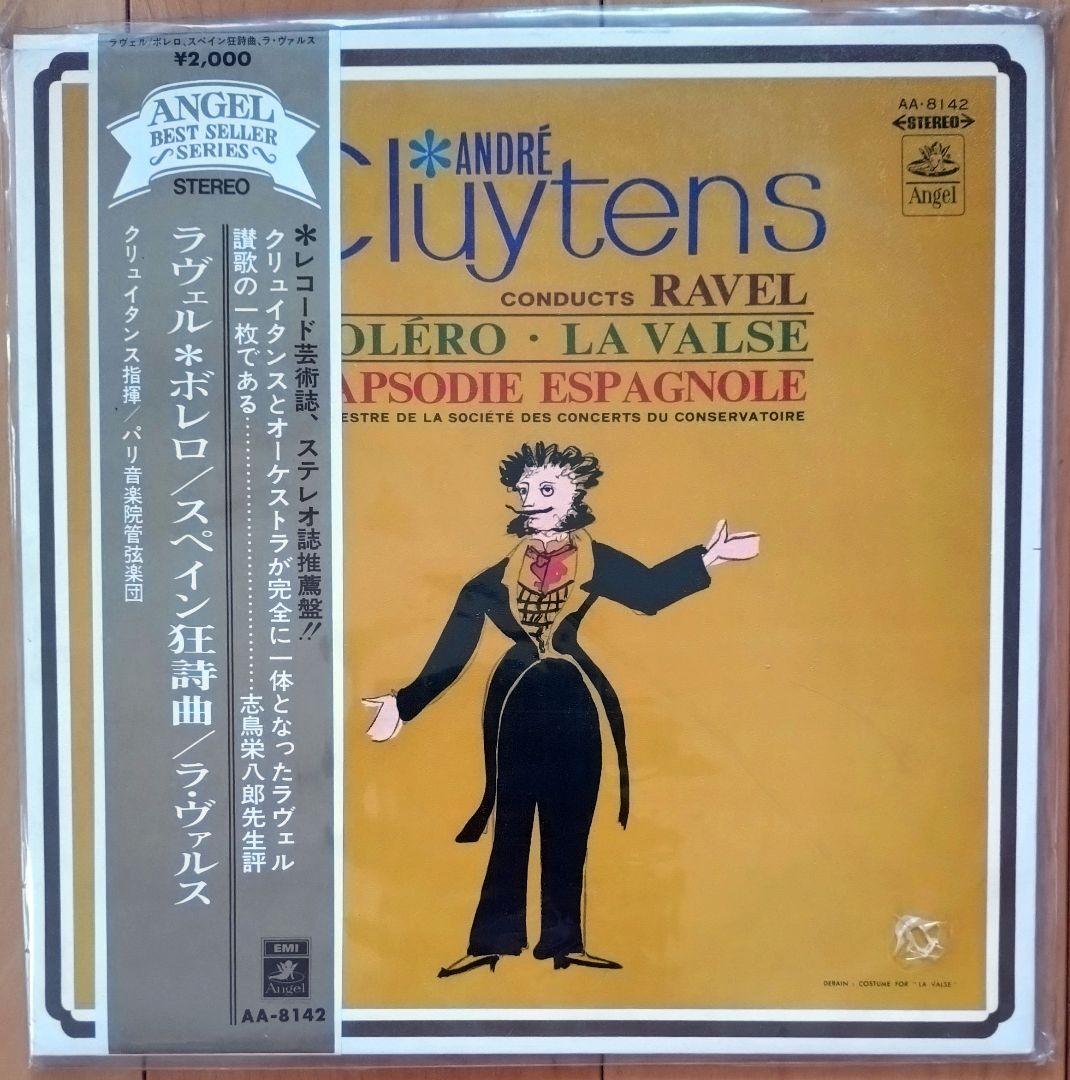 ラヴェル/ボレロ、スペイン狂詩曲、ラ・ヴァルス
¥2,000
ANGEL
BEST SELLER
SERIES
STEREO
*レコード芸術誌、ステレオ誌推薦盤!!
クリュイタンスとオーケストラが完全に一体となったラヴェル
讃歌の一枚である……………………………志鳥栄八郎先生評
ラヴェル*ボレロ/スペイン狂詩曲/ラ・ヴァルス
クリュイタンス指揮/パリ音楽院管弦楽団
EMI
Angel
AA-8142
AA・8142
STEREO
Angel
ANDRÉ
Cluytens
CONDUCTS RAVEL
OLÉRO・LA VALSE
APSODIE ESPAGNOLE
ESTRE DE LA SOCIÉTÉ DES CONCERTS DU CONSERVATOIRE
DERAIN : COSTUME FOR "LA VALSE"